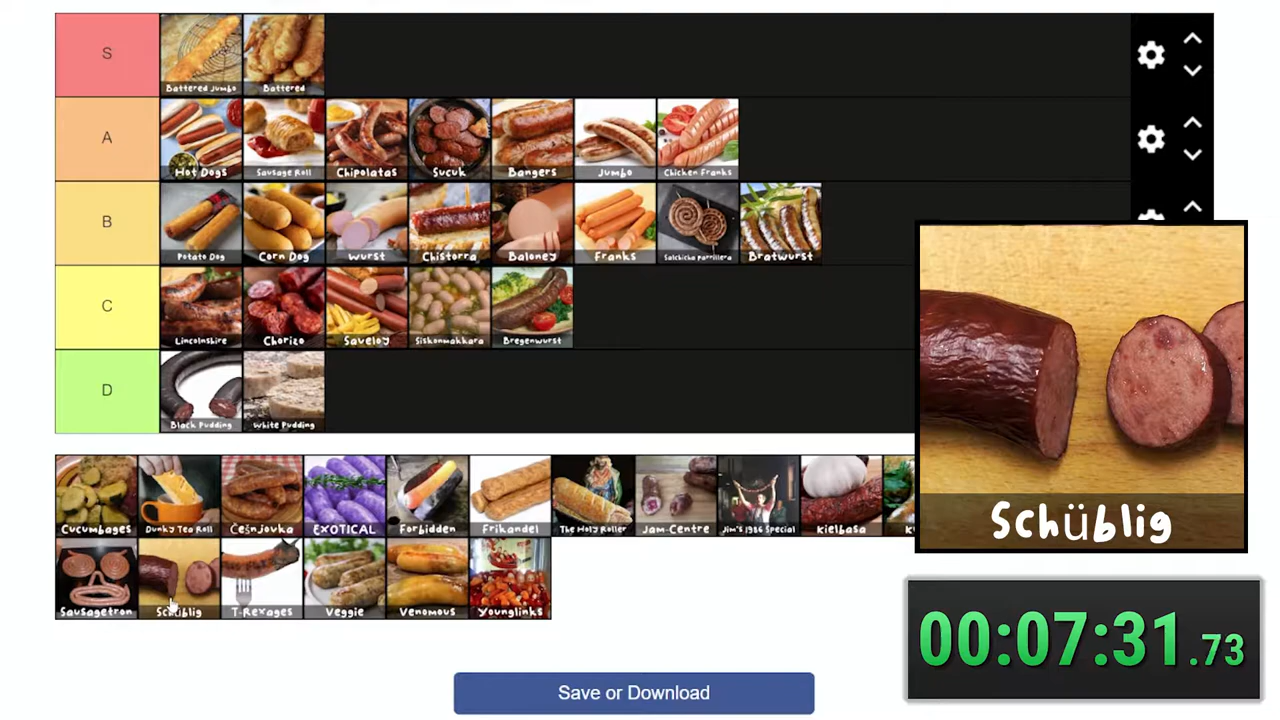 S
Battered Jumbo
Battered
A
Hot Dogs
Sausage Roll
Chipolatas
Sucuk
Bangers
Jumbo
Chicken Franks
B
Potato Dog
Corn Dog
Wurst
Chistorra
Baloney
Franks
Salchicha Parrillera
Bratwurst
C
Lincolnshire
Chorizo
Saveloy
Siskonmakkara
Bregenwurst
D
Black Pudding
White Pudding
Cucumbages
Dunky Tea Roll
Češnjovka
EXOTICAL
Forbidden
Frikandel
The Holy Roller
Jam-Centre
Jim's 1986 Special
Kielbasa
Sausagetron
Schüblig
T-Rexages
Veggie
Venomous
Younglinks
Schüblig
00:07:31.73
Save or Download